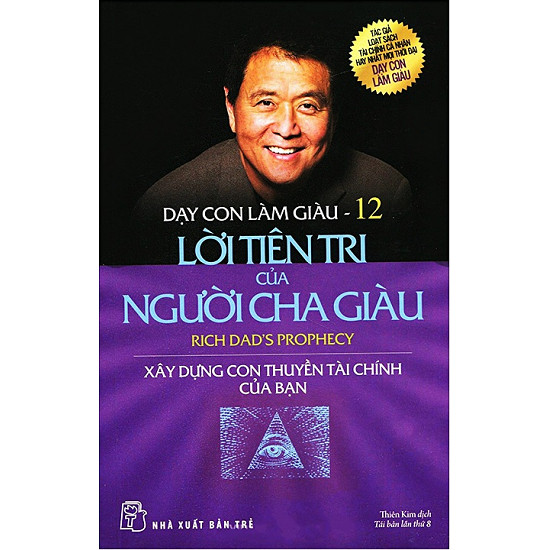 TÁC GIẢ
LOẠT SÁCH
TÀI CHÍNH CÁ NHÂN
HAY NHẤT MỌI THỜI ĐẠI
DẠY CON
LÀM GIÀU
DẠY CON LÀM GIÀU - 12
LỜI TIÊN TRI
CỦA
NGƯỜI CHA GIÀU
RICH DAD'S PROPHECY
XÂY DỰNG CON THUYỀN TÀI CHÍNH
CỦA BẠN
NHÀ XUẤT BẢN TRẺ
Thiên Kim dịch
Tái bản lần thứ 8